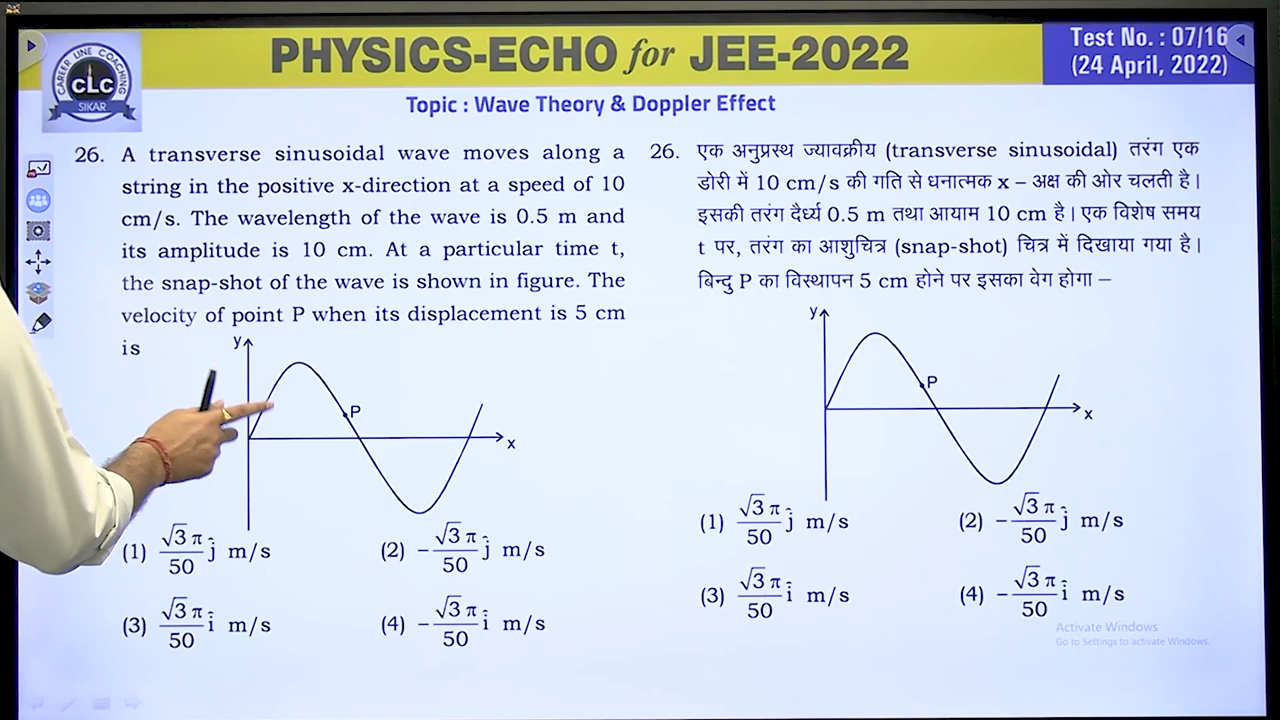 PHYSICS-ECHO for JEE-2022
Test No. : 07/16
(24 April, 2022)
CAREER LINE COACHING
CLC
SIKAR
Topic : Wave Theory & Doppler Effect
26. A transverse sinusoidal wave moves along a
string in the positive x-direction at a speed of 10
cm/s. The wavelength of the wave is 0.5 m and
its amplitude is 10 cm. At a particular time t,
the snap-shot of the wave is shown in figure. The
velocity of point P when its displacement is 5 cm
is
y
P
x
(1) √3π/50 ĵ m/s (2) -√3π/50 ĵ m/s
(3) √3π/50 î m/s (4) -√3π/50 î m/s
26. एक अनुप्रस्थ ज्यावक्रीय (transverse sinusoidal) तरंग एक
डोरी में 10 cm/s की गति से धनात्मक x – अक्ष की ओर चलती है।
इसकी तरंग दैर्ध्य 0.5 m तथा आयाम 10 cm है। एक विशेष समय
t पर, तरंग का आशुचित्र (snap-shot) चित्र में दिखाया गया है।
बिन्दु P का विस्थापन 5 cm होने पर इसका वेग होगा –
y
P
x
(1) √3π/50 ĵ m/s (2) -√3π/50 ĵ m/s
(3) √3π/50 î m/s (4) -√3π/50 î m/s
Activate Windows
Go to Settings to activate Windows.